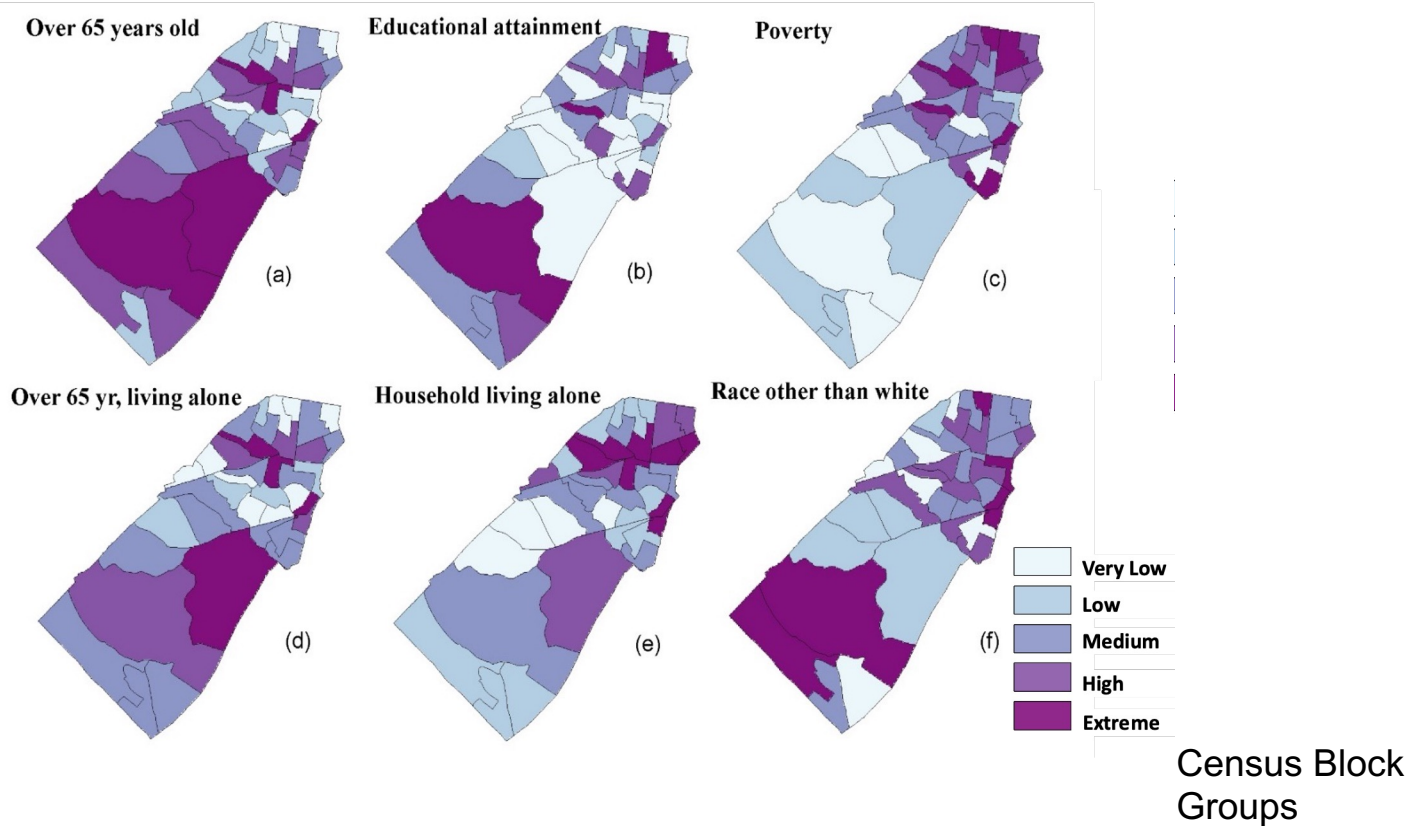 Over 65 years old
Educational attainment
Poverty
(a)
(b)
(c)
Over 65 yr, living alone
Household living alone
Race other than white
(d)
(e)
(f)
Very Low
Low
Medium
High
Extreme
Census Block
Groups